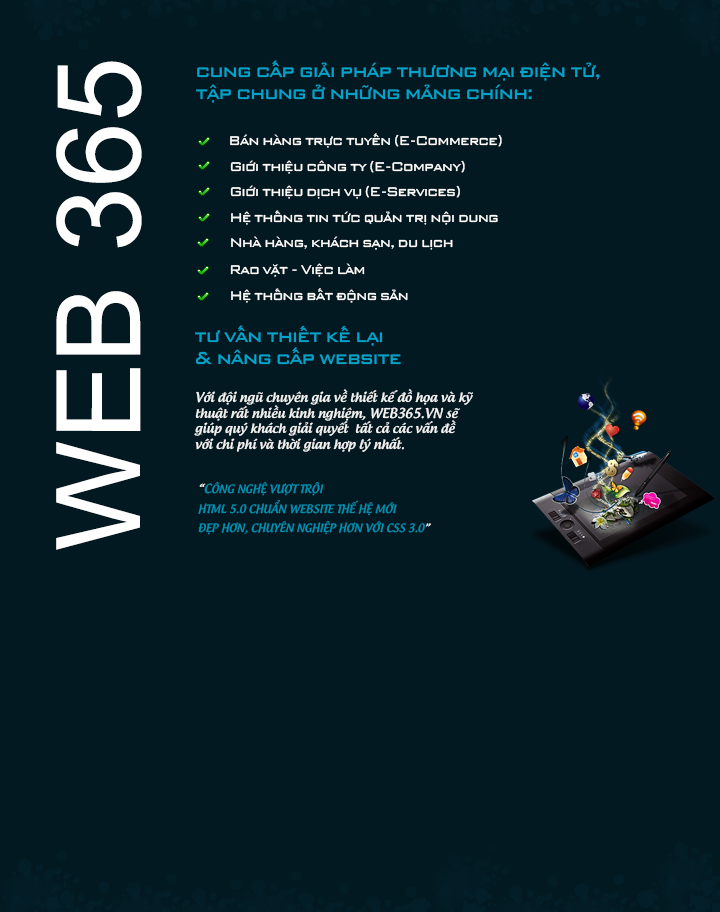 WEB 365
CUNG CẤP GIẢI PHÁP THƯƠNG MẠI ĐIỆN TỬ,
TẬP CHUNG Ở NHỮNG MẢNG CHÍNH:
Bán hàng trực tuyến (E-Commerce)
Giới thiệu công ty (E-Company)
Giới thiệu dịch vụ (E-Services)
Hệ thống tin tức quản trị nội dung
Nhà hàng, khách sạn, du lịch
Rao vặt - Việc làm
Hệ thống bất động sản
TƯ VẤN THIẾT KẾ LẠI
& NÂNG CẤP WEBSITE
Với đội ngũ chuyên gia về thiết kế đồ họa và kỹ
thuật rất nhiều kinh nghiệm, WEB365.VN sẽ
giúp quý khách giải quyết tất cả các vấn đề
với chi phí và thời gian hợp lý nhất.
“CÔNG NGHỆ VƯỢT TRỘI
HTML 5.0 CHUẨN WEBSITE THẾ HỆ MỚI
ĐẸP HƠN, CHUYÊN NGHIỆP HƠN VỚI CSS 3.0”